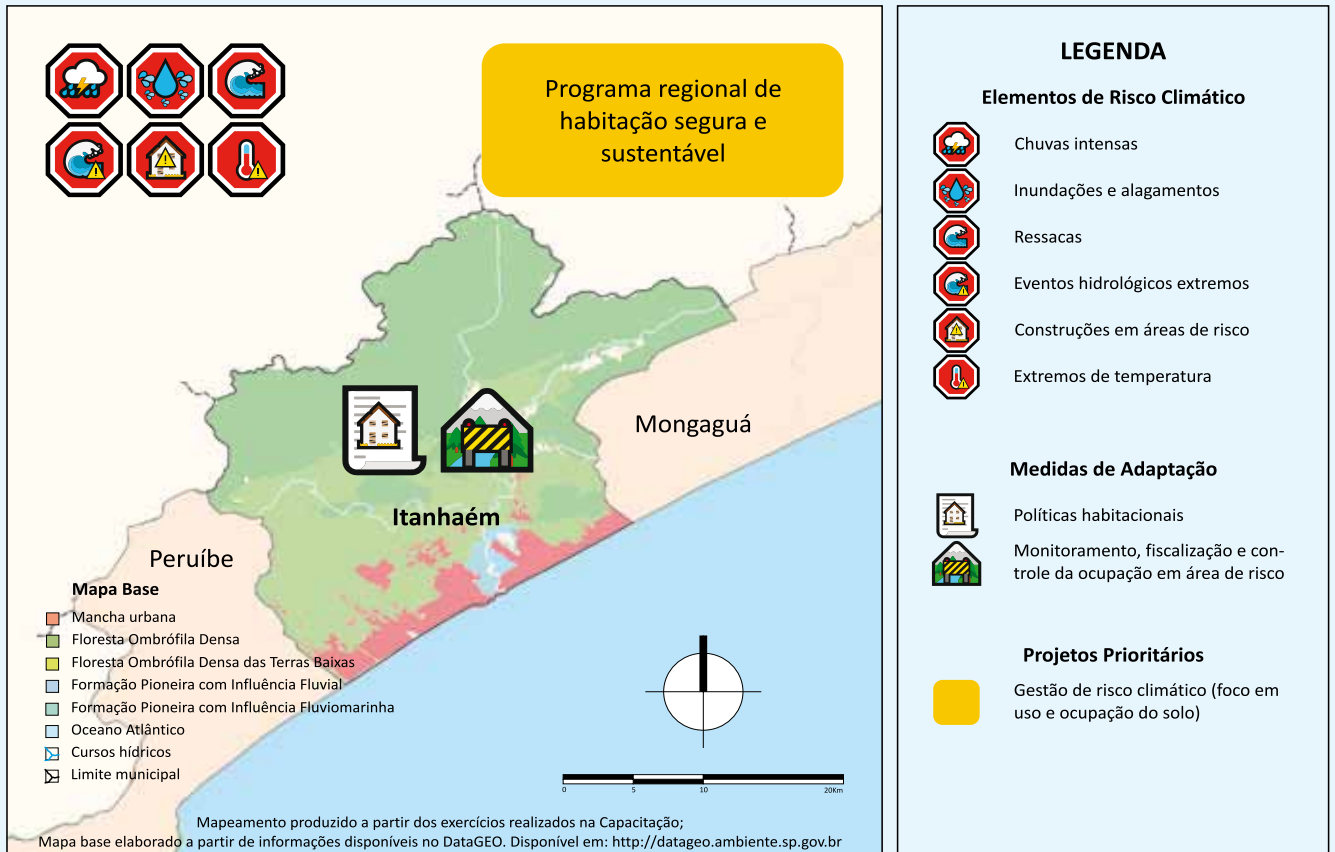 Programa regional de
habitação segura e
sustentável
Mongaguá
Itanhaém
Peruíbe
Mapa Base
Mancha urbana
Floresta Ombrófila Densa
Floresta Ombrófila Densa das Terras Baixas
Formação Pioneira com Influência Fluvial
Formação Pioneira com Influência Fluviomarinha
Oceano Atlântico
Cursos hídricos
Limite municipal
0 5 10 20Km
Mapeamento produzido a partir dos exercícios realizados na Capacitação;
Mapa base elaborado a partir de informações disponíveis no DataGEO. Disponível em: http://datageo.ambiente.sp.gov.br
LEGENDA
Elementos de Risco Climático
Chuvas intensas
Inundações e alagamentos
Ressacas
Eventos hidrológicos extremos
Construções em áreas de risco
Extremos de temperatura
Medidas de Adaptação
Políticas habitacionais
Monitoramento, fiscalização e con-
trole da ocupação em área de risco
Projetos Prioritários
Gestão de risco climático (foco em
uso e ocupação do solo)